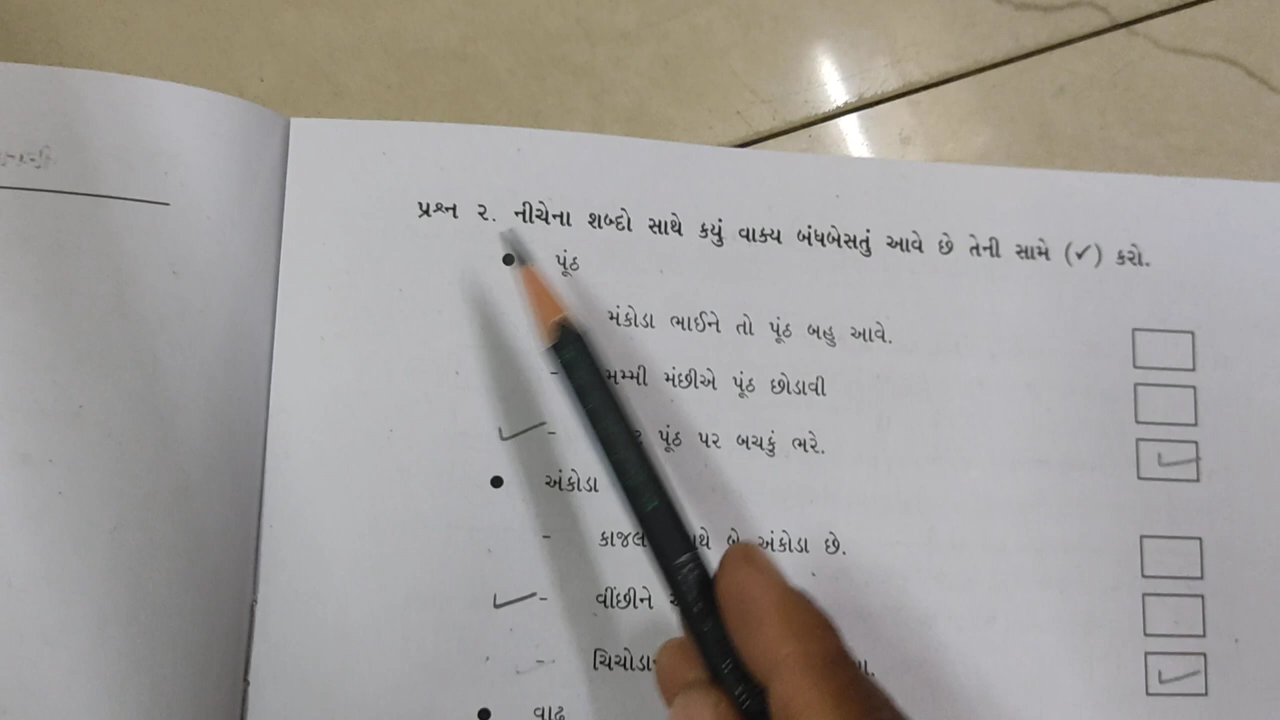 પ્રશ્ન ૨. નીચેના શબ્દો સાથે કયું વાક્ય બંધબેસતું આવે છે તેની સામે (✓) કરો.
• પૂંઠ
મંકોડા ભાઈને તો પૂંઠ બહુ આવે.
- મમ્મી મંછીએ પૂંઠ છોડાવી
- પૂંઠ પર બચકું ભરે.
• અંકોડા
- કાજલ બે અંકોડા છે.
- વીંછીને
- ચિચોડા
• વાઢ